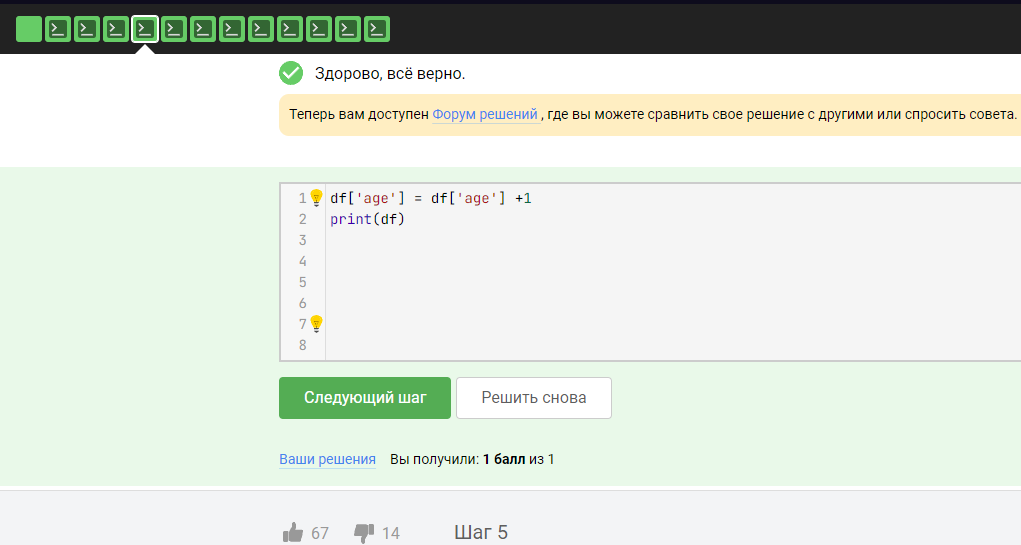 Здорово, всё верно.
Теперь вам доступен Форум решений , где вы можете сравнить свое решение с другими или спросить совета.
1 df['age'] = df['age'] +1
2 print(df)
3
4
5
6
7
8
Следующий шаг Решить снова
Ваши решения Вы получили: 1 балл из 1
67 14 Шаг 5